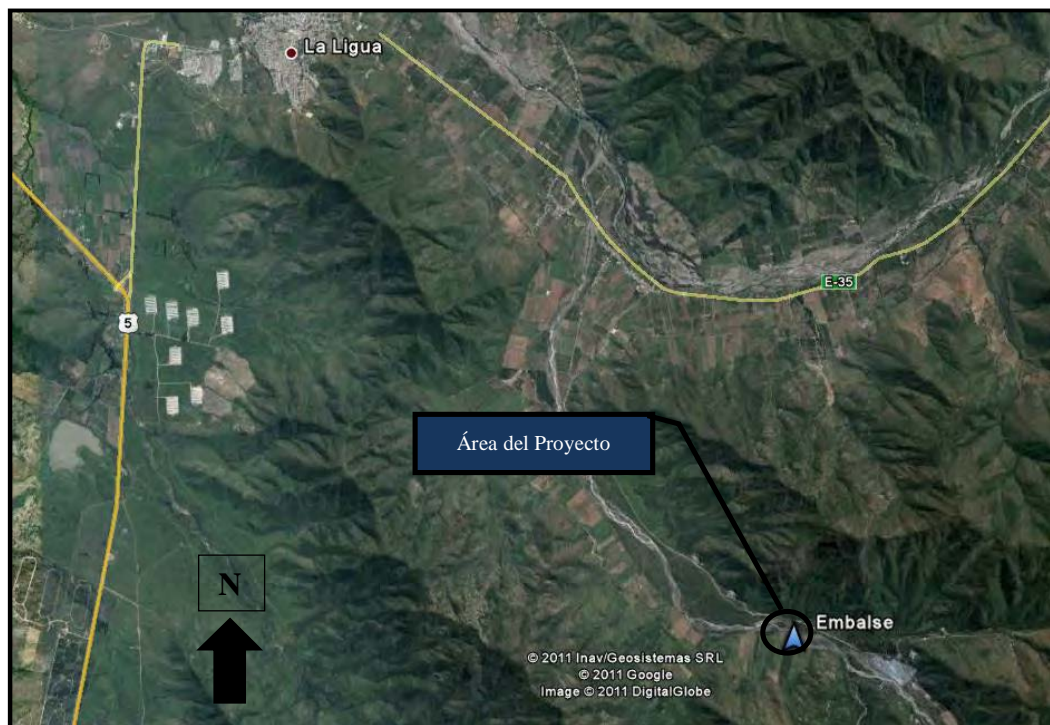 La Ligua
E-35
5
Área del Proyecto
N
Embalse
© 2011 Inav/Geosistemas SRL
© 2011 Google
Image © 2011 DigitalGlobe